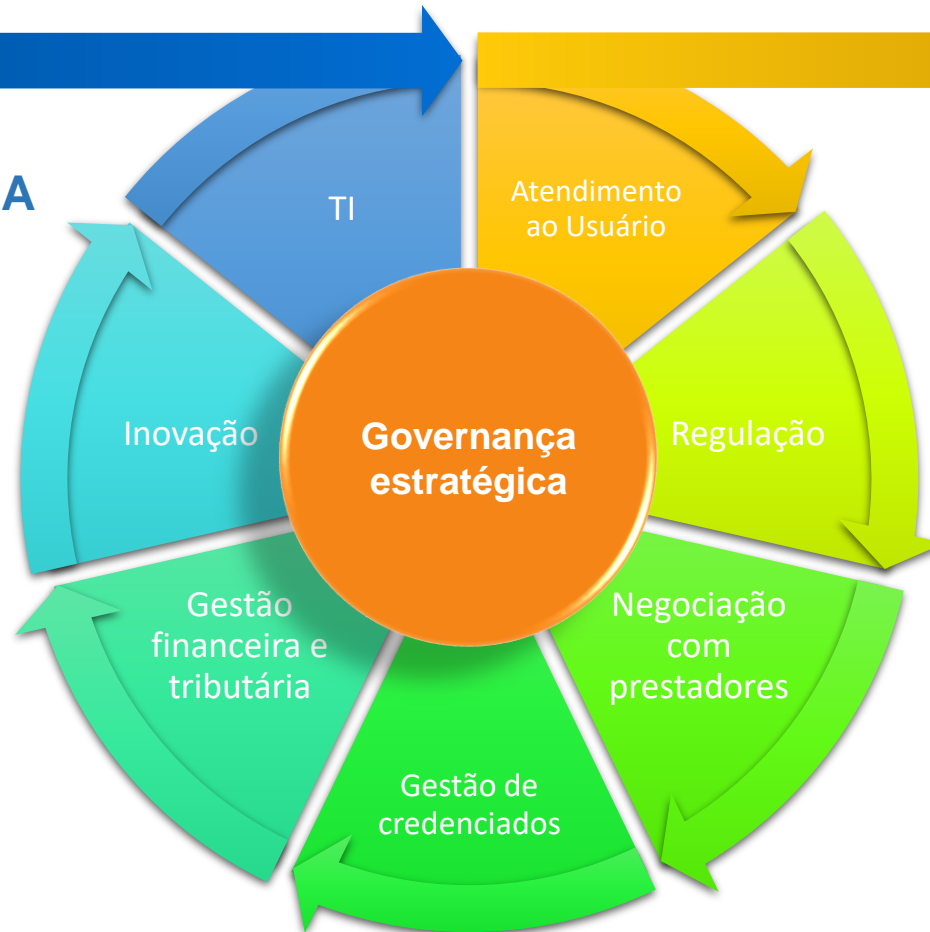 A
TI
Atendimento
ao Usuário
Inovação
Governança
estratégica
Regulação
Gestão
financeira e
tributária
Negociação
com
prestadores
Gestão de
credenciados